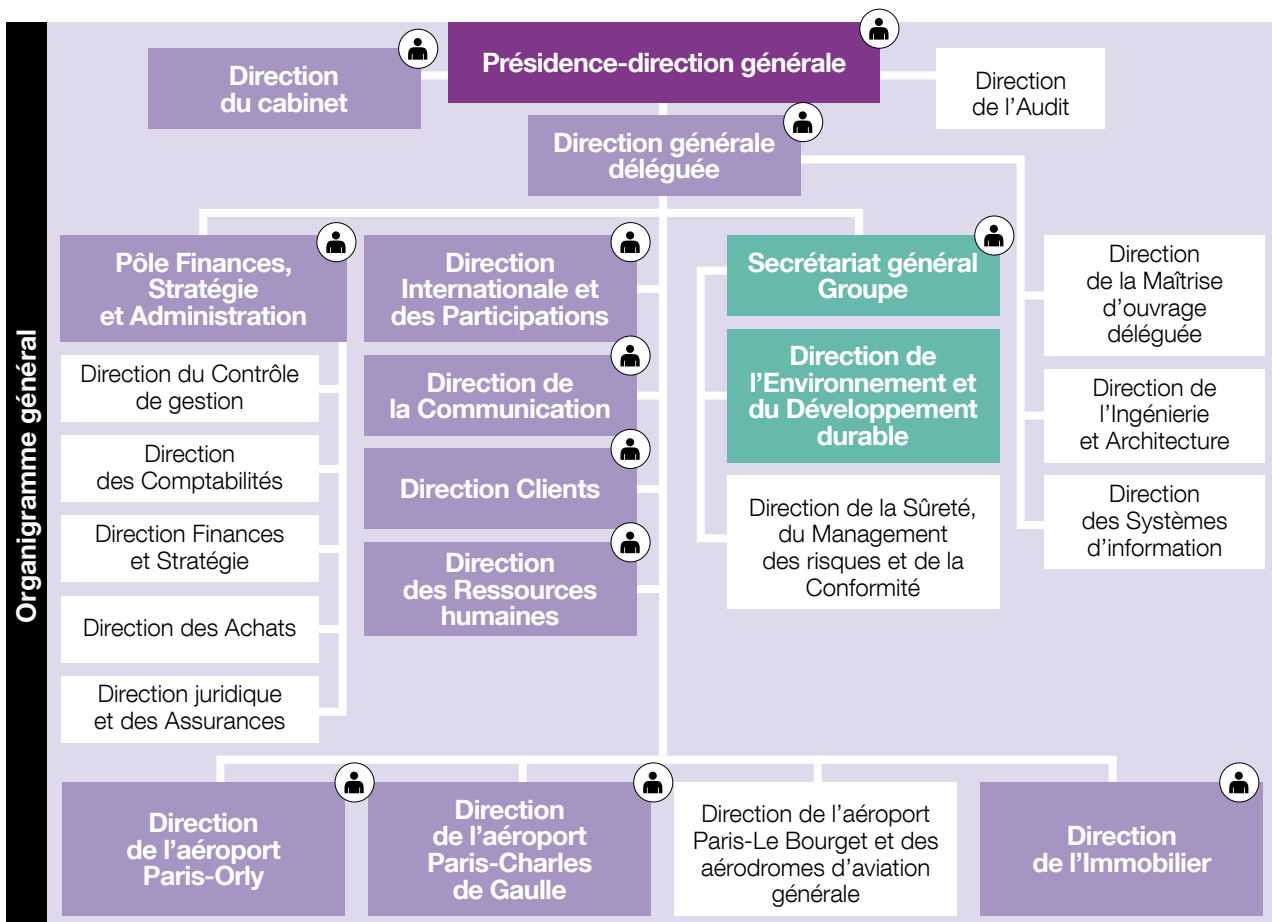 Organigramme général
Présidence-direction générale
Direction
du cabinet
Direction
de l’Audit
Direction générale
déléguée
Pôle Finances,
Stratégie
et Administration
Direction du Contrôle
de gestion
Direction
des Comptabilités
Direction Finances
et Stratégie
Direction des Achats
Direction juridique
et des Assurances
Direction
Internationale et
des Participations
Direction de
la Communication
Direction Clients
Direction
des Ressources
humaines
Secrétariat général
Groupe
Direction de
l’Environnement et
du Développement
durable
Direction de la Sûreté,
du Management
des risques et de la
Conformité
Direction
de la Maîtrise
d’ouvrage
déléguée
Direction de
l’Ingénierie
et Architecture
Direction
des Systèmes
d’information
Direction
de l’aéroport
Paris-Orly
Direction
de l’aéroport
Paris-Charles
de Gaulle
Direction de l’aéroport
Paris-Le Bourget et des
aérodromes d’aviation
générale
Direction
de l’Immobilier